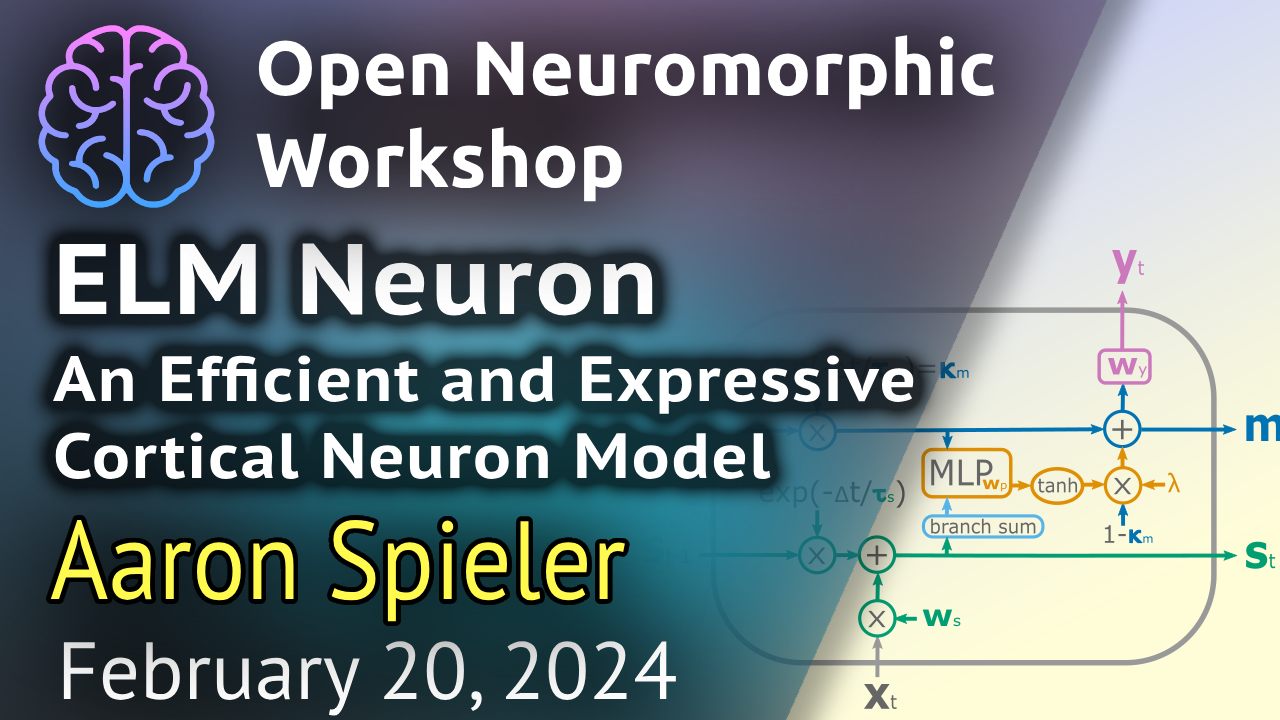 Open Neuromorphic
Workshop
ELM Neuron
An Efficient and Expressive
Cortical Neuron Model
Aaron Spieler
February 20, 2024
yt
wy
=κm
×
+
m
MLPwp
tanh
×
λ
exp(-Δt/τs)
branch sum
1-κm
×
+
st
×
ws
xt